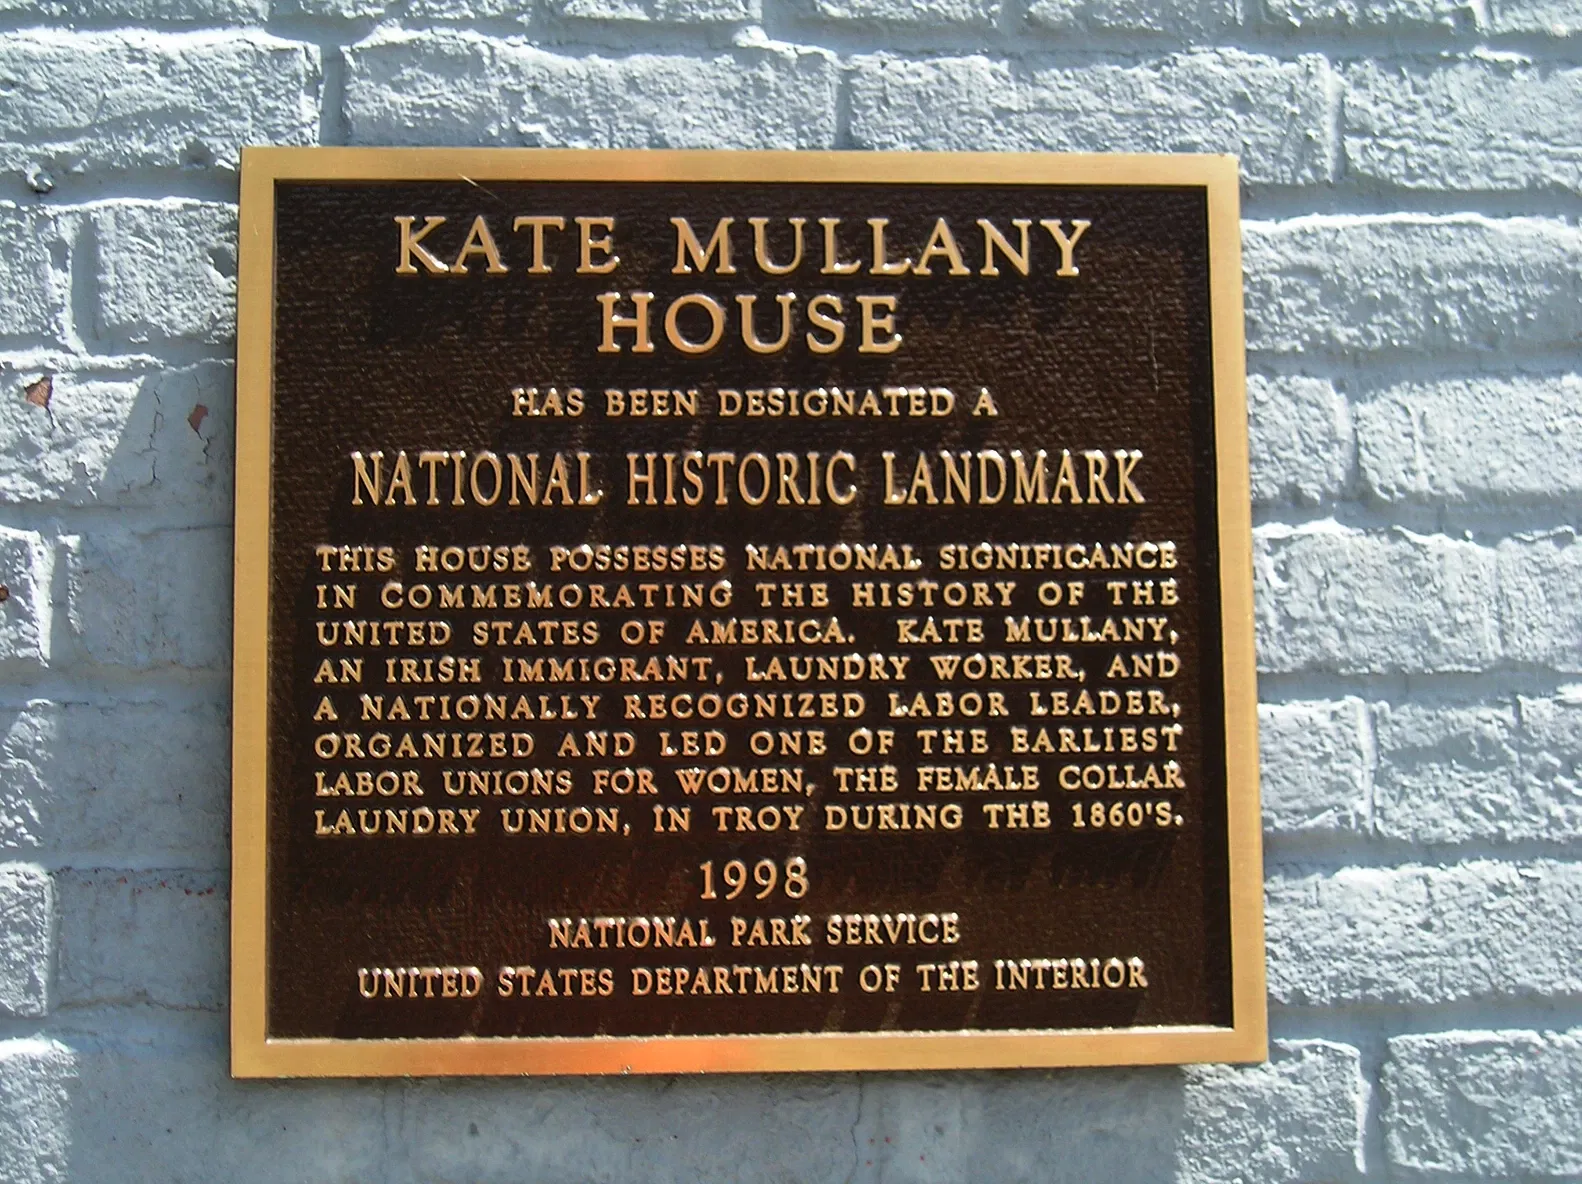 KATE MULLANY
HOUSE
HAS BEEN DESIGNATED A
NATIONAL HISTORIC LANDMARK
THIS HOUSE POSSESSES NATIONAL SIGNIFICANCE
IN COMMEMORATING THE HISTORY OF THE
UNITED STATES OF AMERICA. KATE MULLANY,
AN IRISH IMMIGRANT, LAUNDRY WORKER, AND
A NATIONALLY RECOGNIZED LABOR LEADER,
ORGANIZED AND LED ONE OF THE EARLIEST
LABOR UNIONS FOR WOMEN, THE FEMALE COLLAR
LAUNDRY UNION, IN TROY DURING THE 1860'S.
1998
NATIONAL PARK SERVICE
UNITED STATES DEPARTMENT OF THE INTERIOR